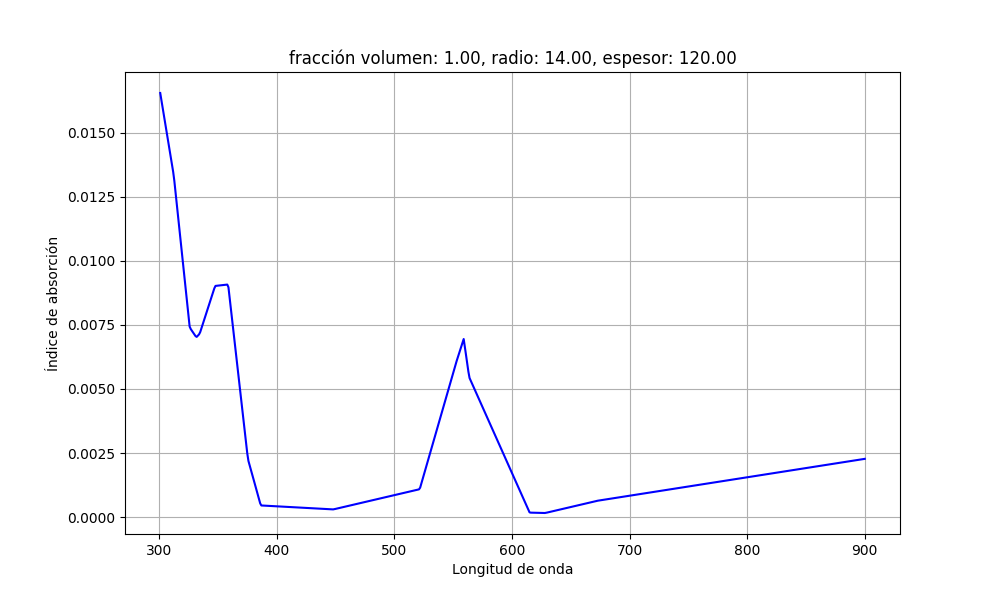 fracción volumen: 1.00, radio: 14.00, espesor: 120.00
Índice de absorción
0.0150
0.0125
0.0100
0.0075
0.0050
0.0025
0.0000
300 400 500 600 700 800 900
Longitud de onda